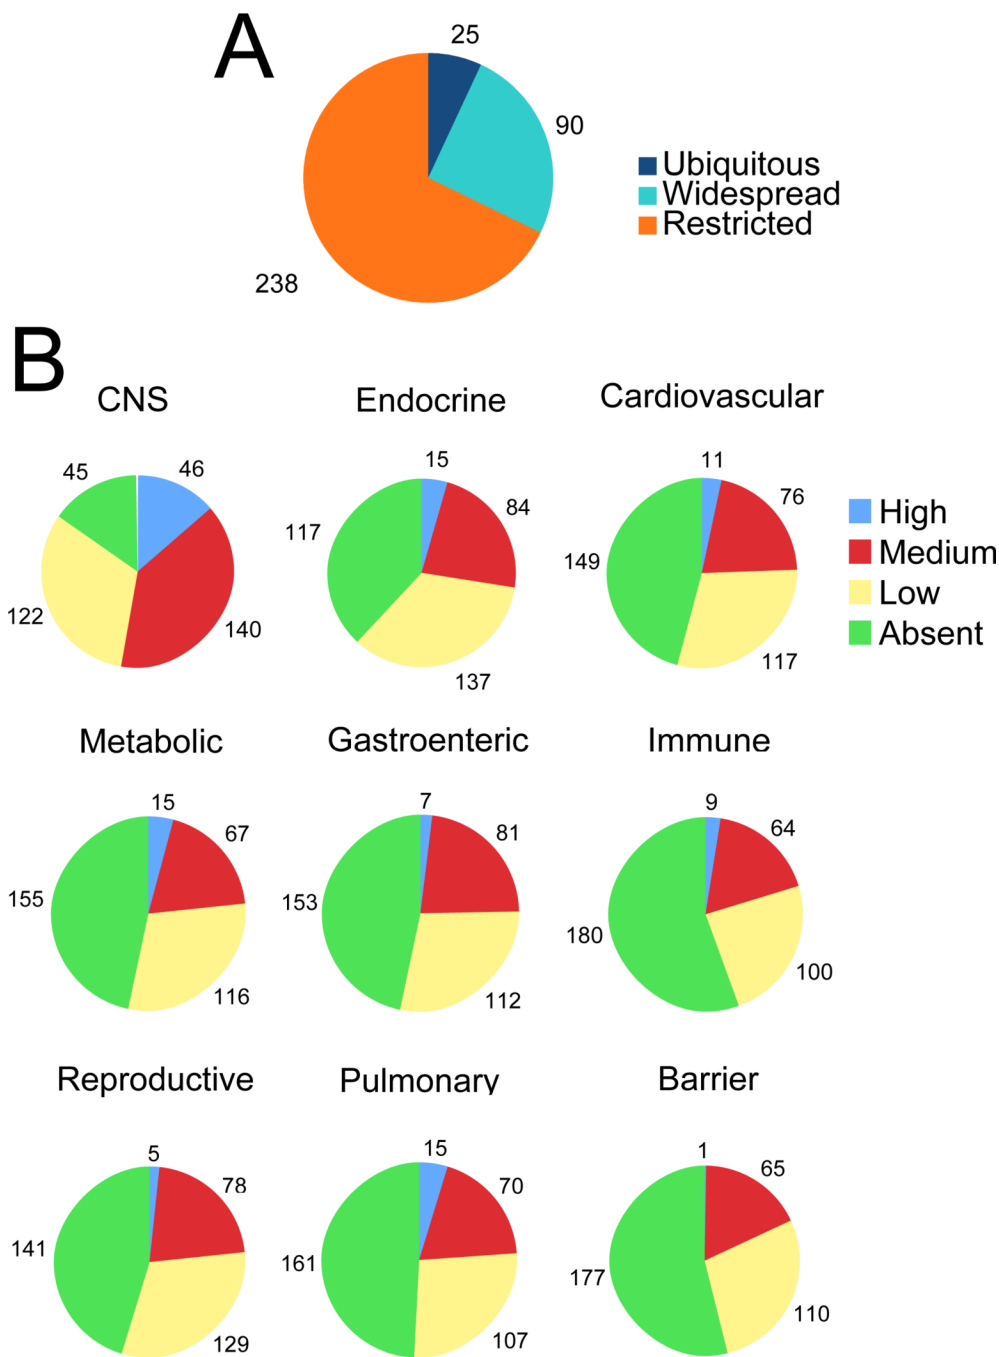 A
25
90
238
Ubiquitous
Widespread
Restricted
B
CNS
45
46
122
140
Endocrine
15
84
117
137
Cardiovascular
11
76
149
117
High
Medium
Low
Absent
Metabolic
15
67
155
116
Gastroenteric
7
81
153
112
Immune
9
64
180
100
Reproductive
5
78
141
129
Pulmonary
15
70
161
107
Barrier
1
65
177
110